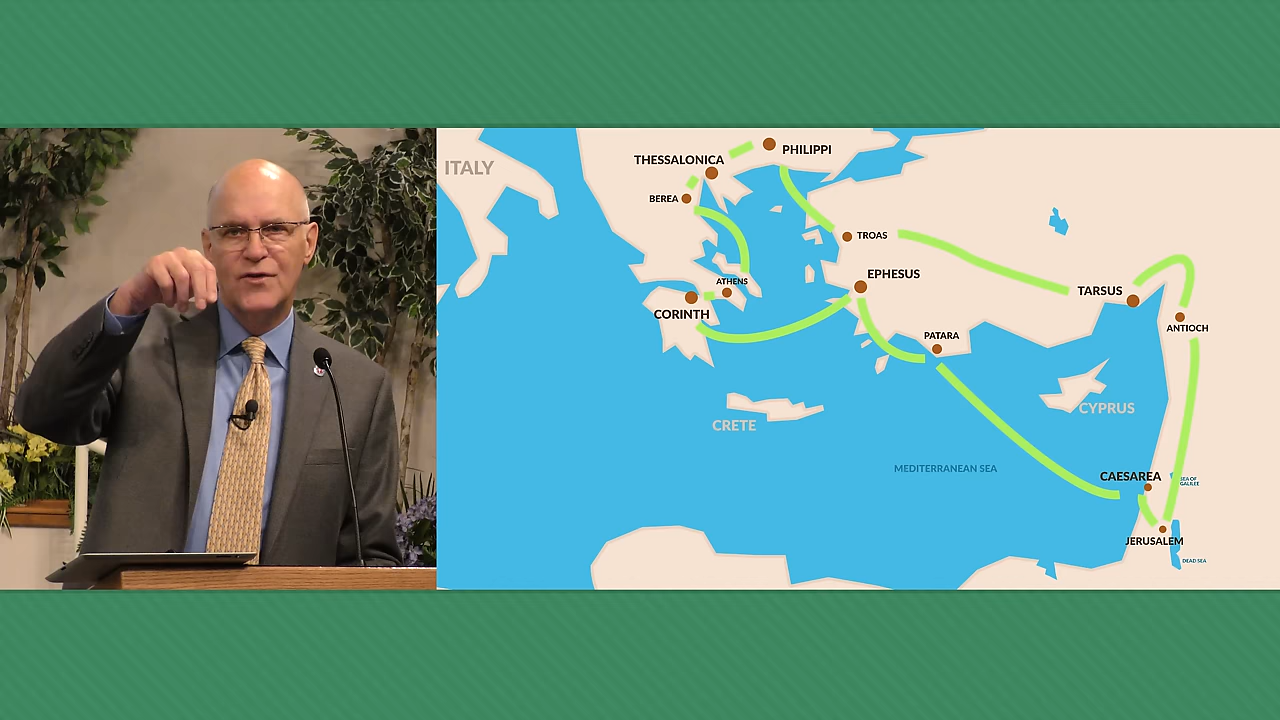 ITALY
PHILIPPI
THESSALONICA
BEREA
TROAS
EPHESUS
ATHENS
TARSUS
CORINTH
ANTIOCH
PATARA
CYPRUS
CRETE
MEDITERRANEAN SEA
CAESAREA
SEA OF
GALILEE
JERUSALEM
DEAD SEA